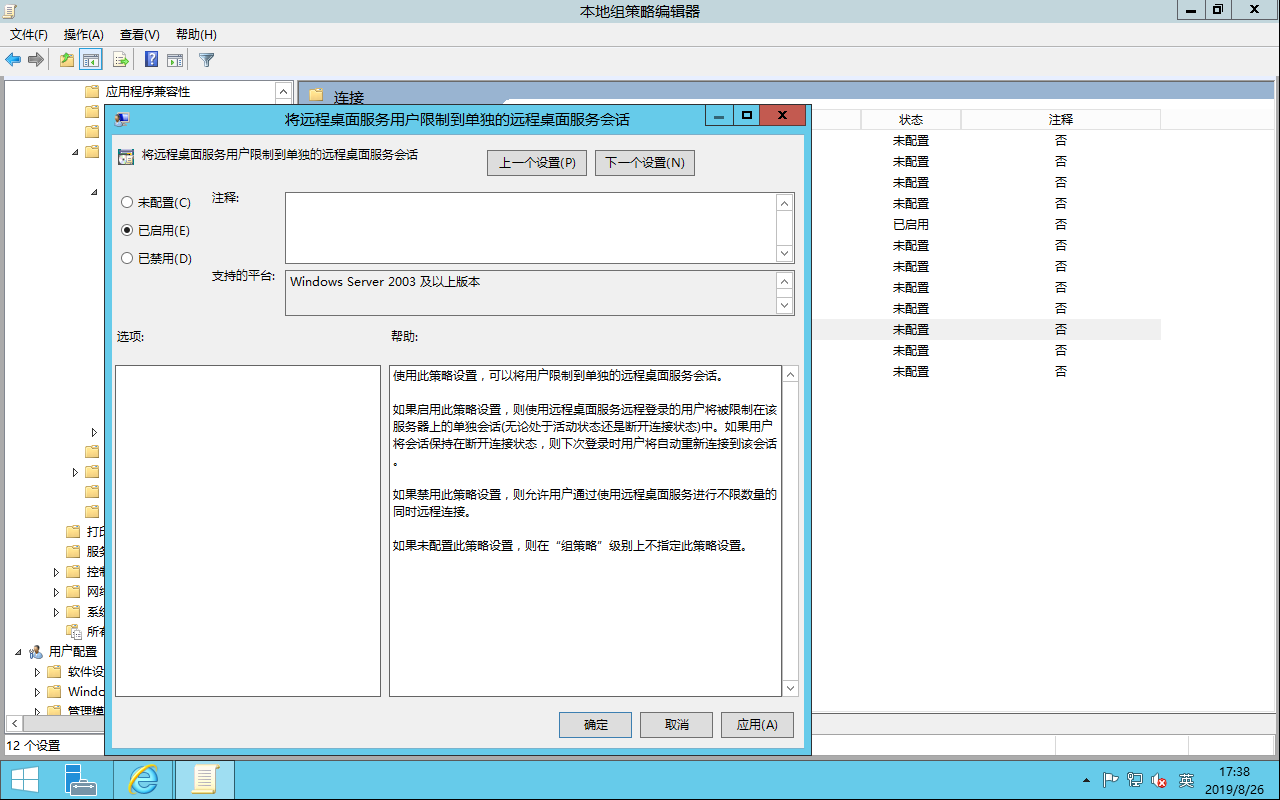 本地组策略编辑器
文件(F) 操作(A) 查看(V) 帮助(H)
应用程序兼容性
连接
状态 注释
未配置 否
未配置 否
未配置 否
未配置 否
已启用 否
未配置 否
未配置 否
未配置 否
未配置 否
未配置 否
未配置 否
未配置 否
将远程桌面服务用户限制到单独的远程桌面服务会话
将远程桌面服务用户限制到单独的远程桌面服务会话
上一个设置(P) 下一个设置(N)
未配置(C)
已启用(E)
已禁用(D)
注释:
支持的平台:
Windows Server 2003 及以上版本
选项:
帮助:
使用此策略设置，可以将用户限制到单独的远程桌面服务会话。
如果启用此策略设置，则使用远程桌面服务远程登录的用户将被限制在该
服务器上的单独会话(无论处于活动状态还是断开连接状态)中。如果用户
将会话保持在断开连接状态，则下次登录时用户将自动重新连接到该会话
。
如果禁用此策略设置，则允许用户通过使用远程桌面服务进行不限数量的
同时远程连接。
如果未配置此策略设置，则在“组策略”级别上不指定此策略设置。
确定 取消 应用(A)
打印
服务
控制
网络
系统
所有
用户配置
软件设
Windo
管理模
12 个设置
英
17:38
2019/8/26